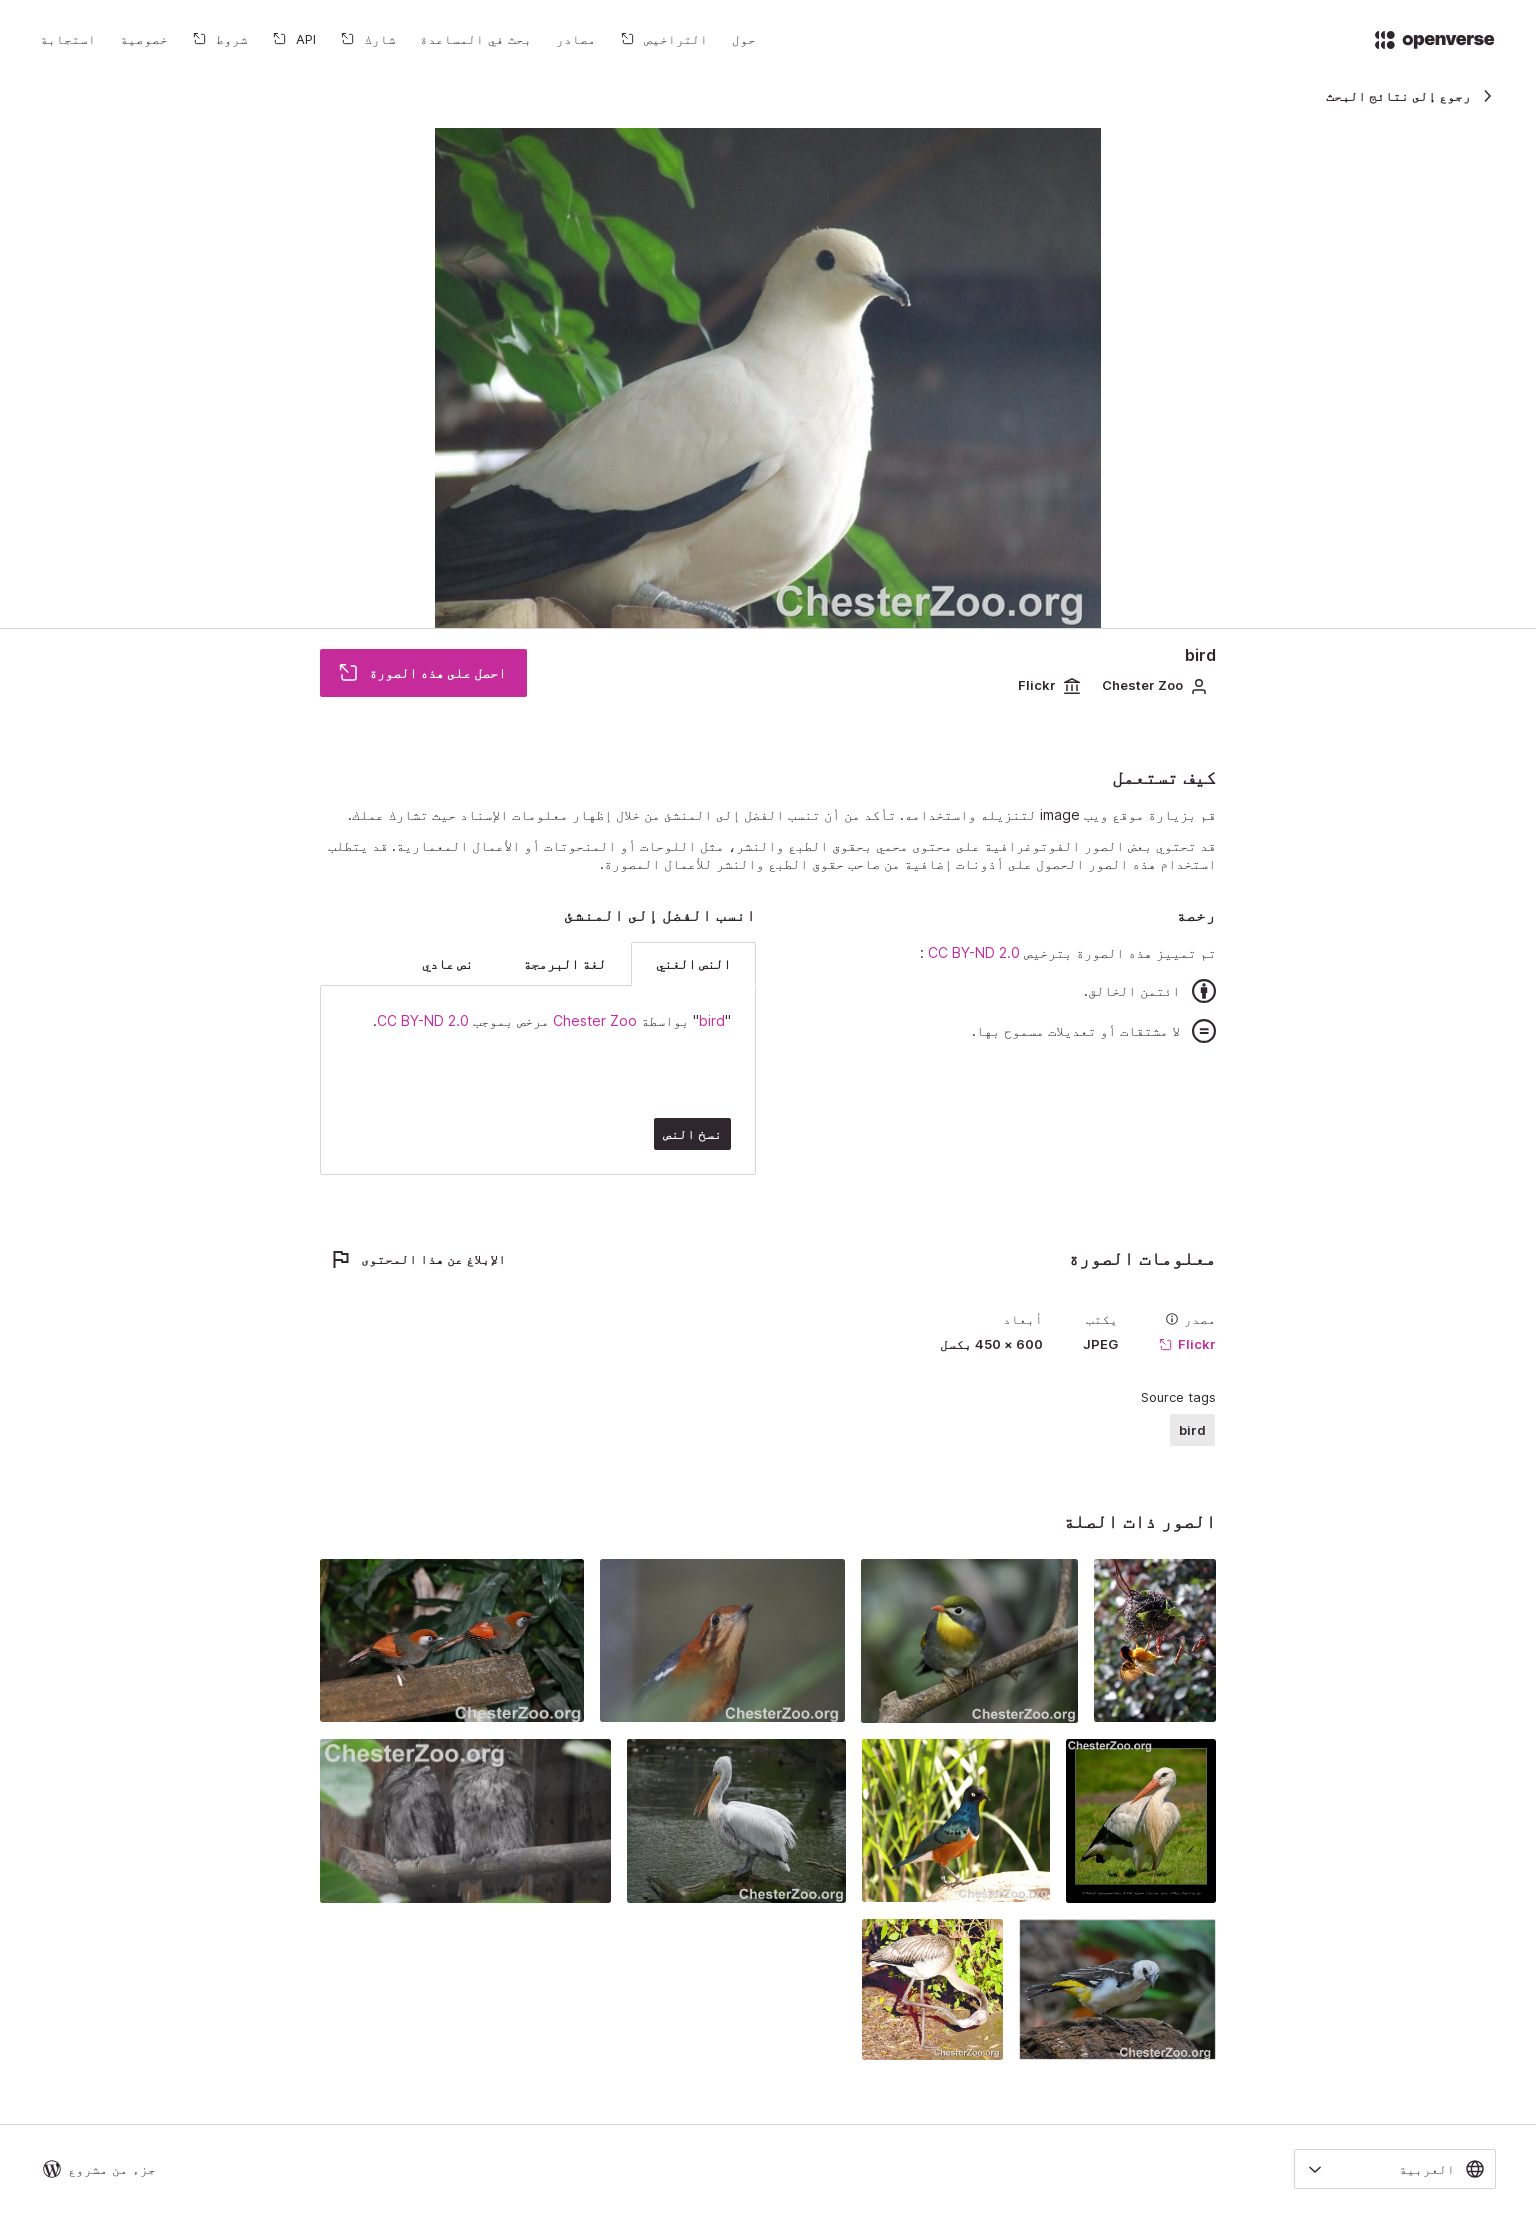 openverse
حول
التراخيص
مصادر
بحث في المساعدة
شارك
API
شروط
خصوصية
استجابة
رجوع إلى نتائج البحث
ChesterZoo.org
bird
Chester Zoo
Flickr
احصل على هذه الصورة
كيف تستعمل
قم بزيارة موقع ويب image لتنزيله واستخدامه. تأكد من أن تنسب الفضل إلى المنشئ من خلال إظهار معلومات الإسناد حيث تشارك عملك.
قد تحتوي بعض الصور الفوتوغرافية على محتوى محمي بحقوق الطبع والنشر، مثل اللوحات أو المنحوتات أو الأعمال المعمارية. قد يتطلب
استخدام هذه الصور الحصول على أذونات إضافية من صاحب حقوق الطبع والنشر للأعمال المصورة.
رخصة
تم تمييز هذه الصورة بترخيص CC BY-ND 2.0 :
ائتمن الخالق.
لا مشتقات أو تعديلات مسموح بها.
انسب الفضل إلى المنشئ
النص الغني
لغة البرمجة
نص عادي
"bird" بواسطة Chester Zoo مرخص بموجب CC BY-ND 2.0.
نسخ النص
معلومات الصورة
الإبلاغ عن هذا المحتوى
مصدر
Flickr
يكتب
JPEG
أبعاد
600 × 450 بكسل
Source tags
bird
الصور ذات الصلة
ChesterZoo.org
ChesterZoo.org
ChesterZoo.org
ChesterZoo.org
ChesterZoo.org
ChesterZoo.org
ChesterZoo.org
ChesterZoo.org
ChesterZoo.org
العربية
جزء من مشروع